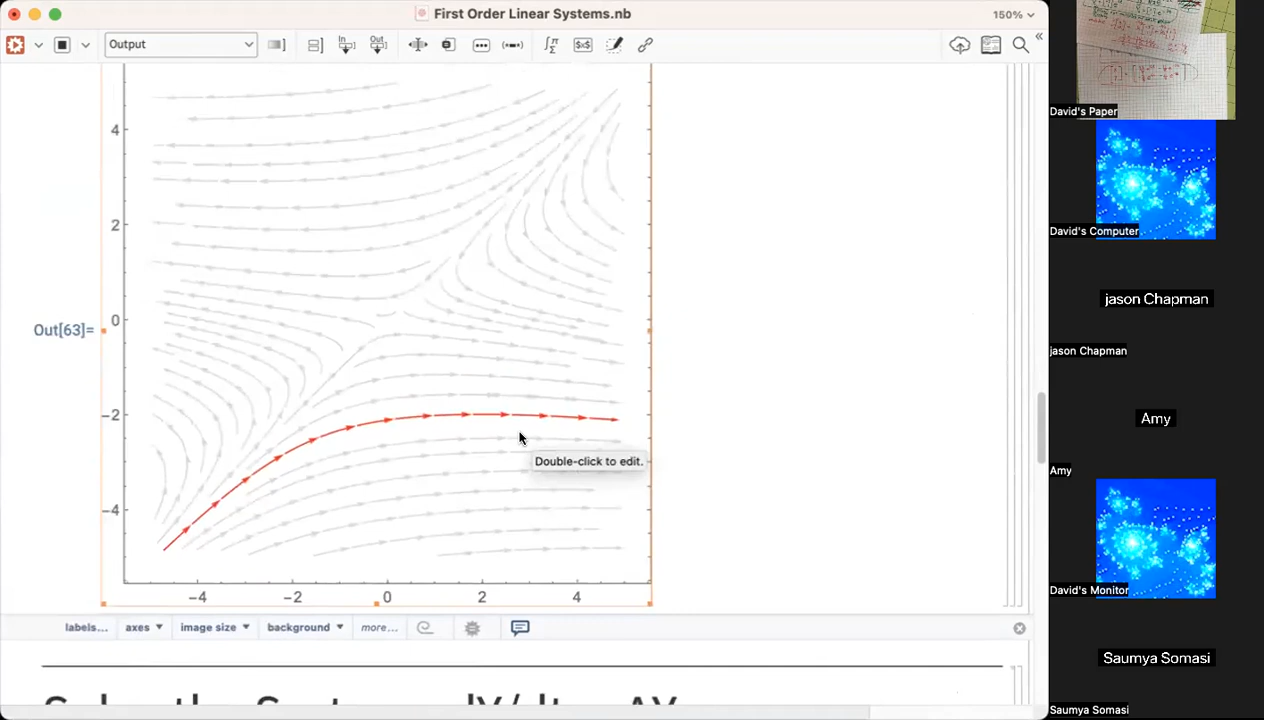 First Order Linear Systems.nb
150%
Output
4
2
0
−2
−4
Out[63]=
−4 −2 0 2 4
Double-click to edit.
labels... axes image size background more...
David's Paper
David's Computer
jason Chapman
jason Chapman
Amy
Amy
David's Monitor
Saumya Somasi
Saumya Somasi